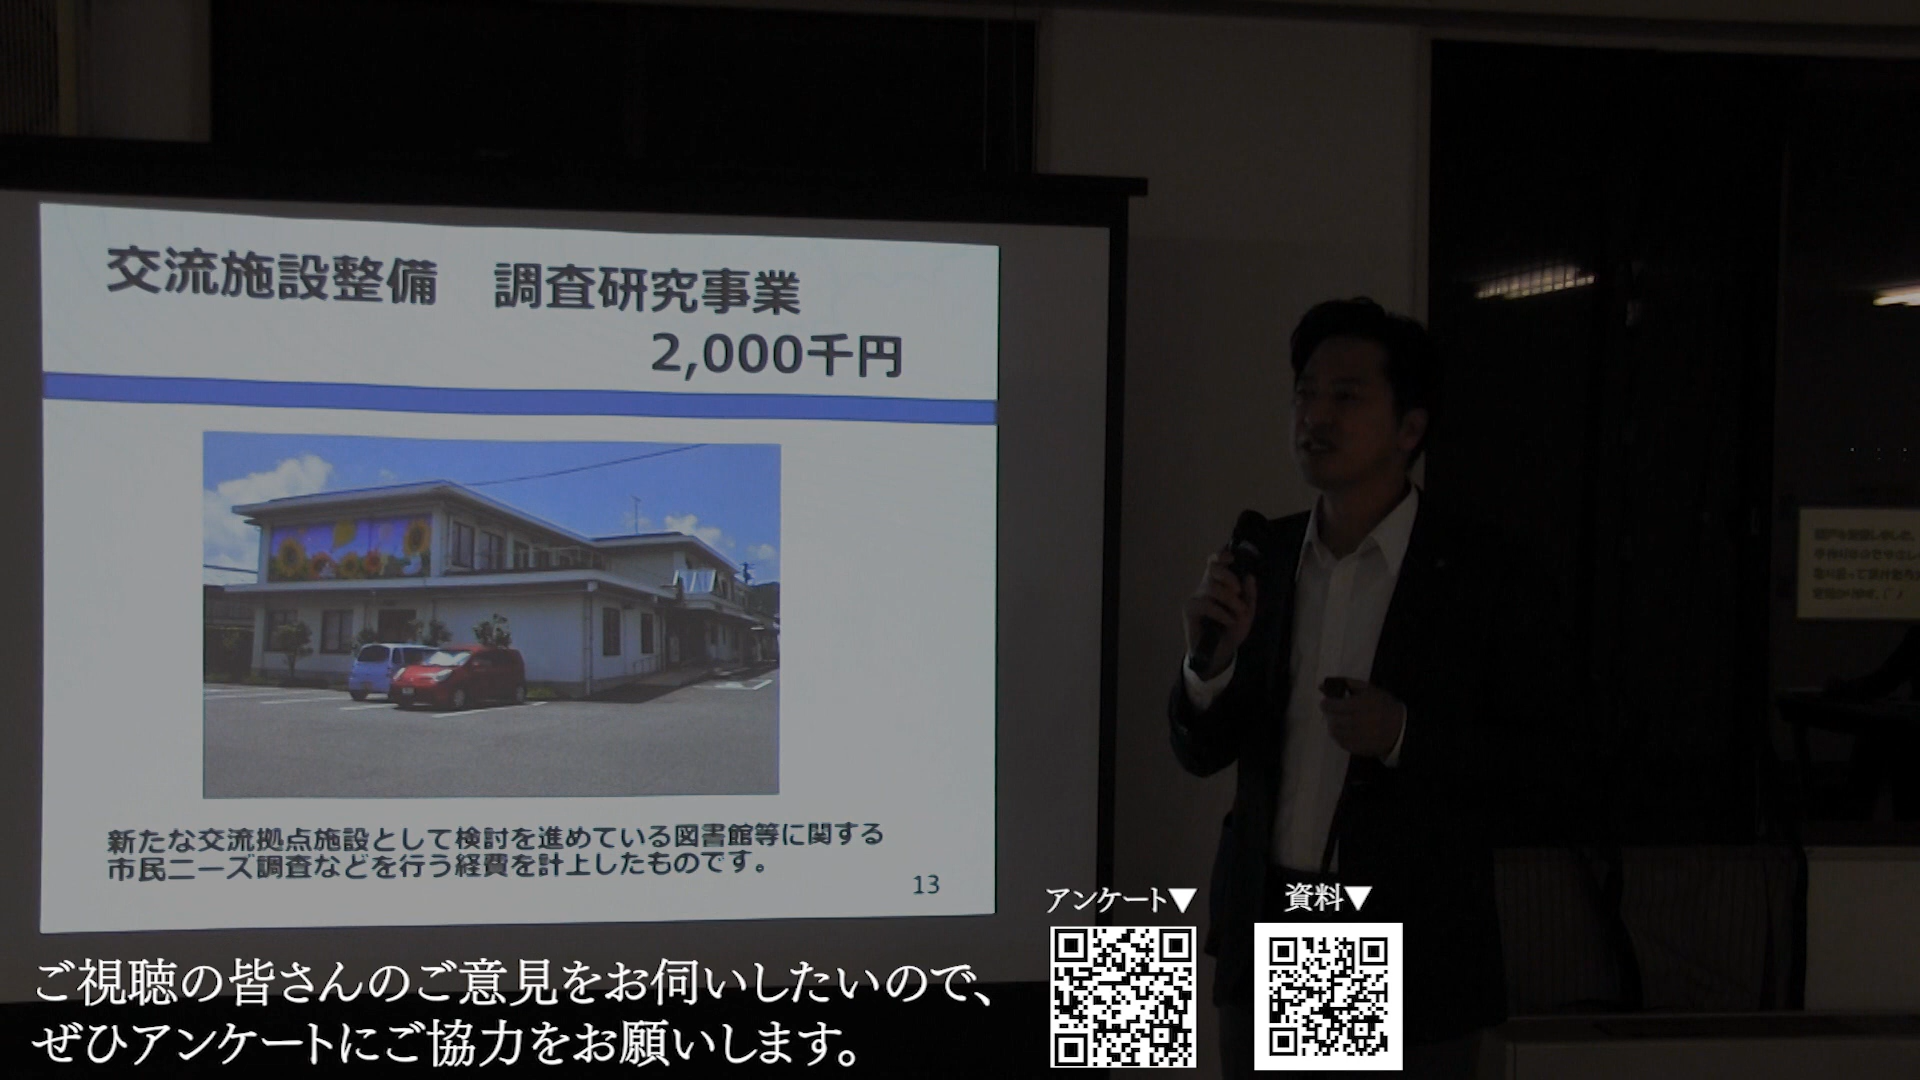 交流施設整備　調査研究事業
2,000千円
新たな交流拠点施設として検討を進めている図書館等に関する
市民ニーズ調査などを行う経費を計上したものです。
13
アンケート▼
資料▼
ご視聴の皆さんのご意見をお伺いしたいので、
ぜひアンケートにご協力をお願いします。